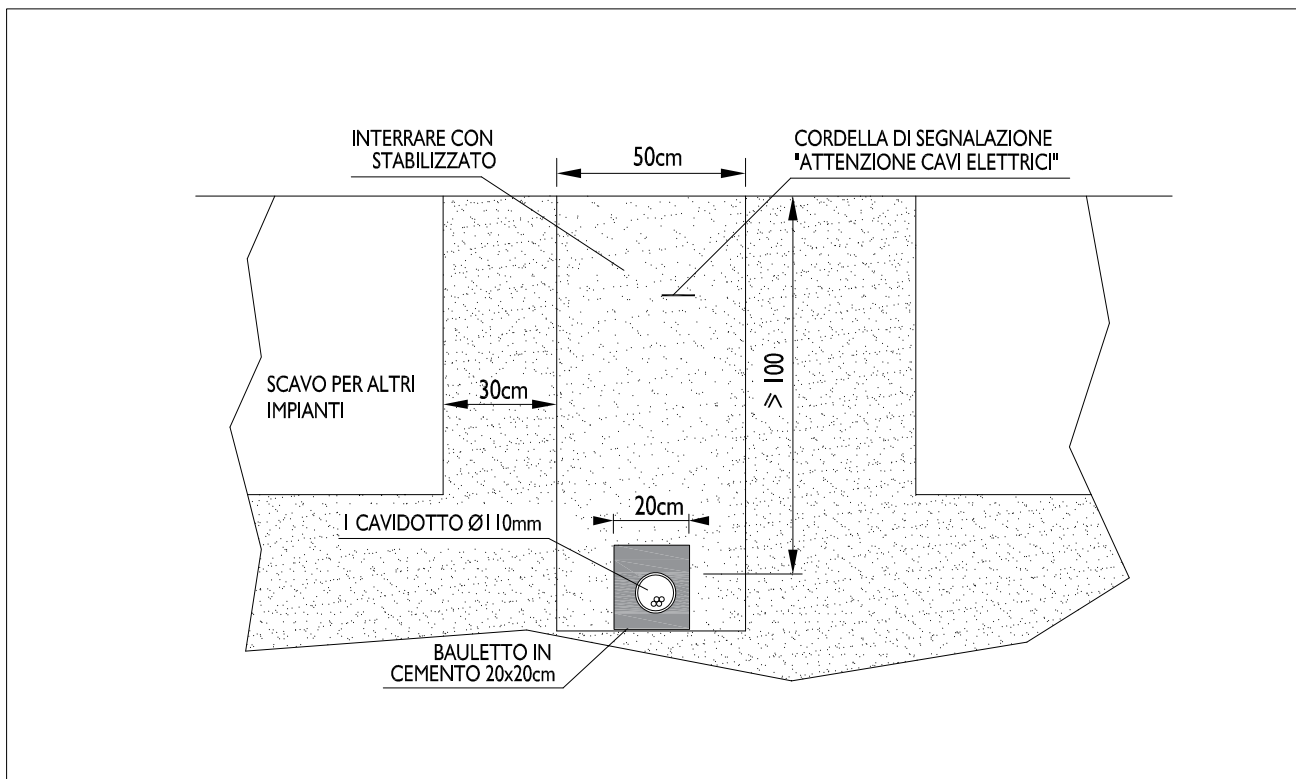 INTERRARE CON
STABILIZZATO
50cm
CORDELLA DI SEGNALAZIONE
"ATTENZIONE CAVI ELETTRICI"
SCAVO PER ALTRI
IMPIANTI
30cm
≥ 100
20cm
1 CAVIDOTTO Ø110mm
BAULETTO IN
CEMENTO 20x20cm